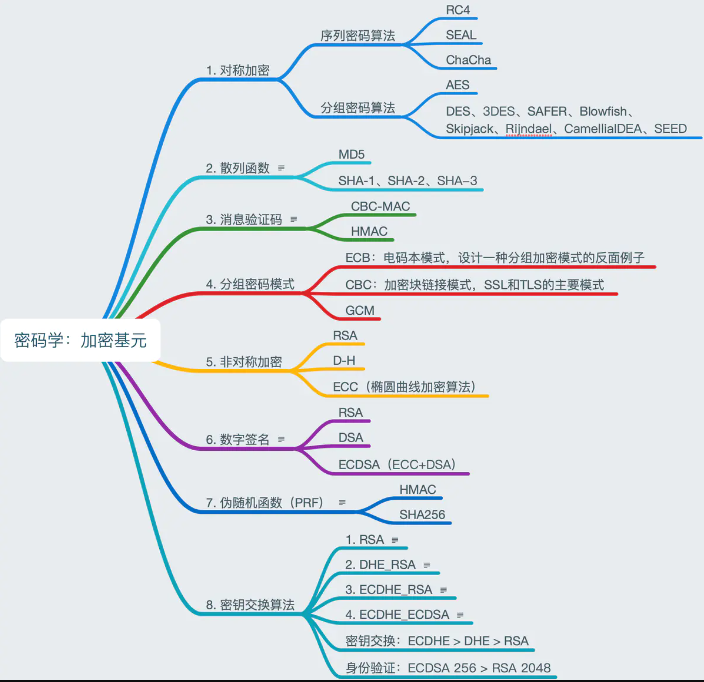 密码学：加密基元
1. 对称加密
序列密码算法
RC4
SEAL
ChaCha
分组密码算法
AES
DES、3DES、SAFER、Blowfish、
Skipjack、Rijndael、CamelliaIDEA、SEED
2. 散列函数
MD5
SHA-1、SHA-2、SHA-3
3. 消息验证码
CBC-MAC
HMAC
4. 分组密码模式
ECB：电码本模式，设计一种分组加密模式的反面例子
CBC：加密块链接模式，SSL和TLS的主要模式
GCM
5. 非对称加密
RSA
D-H
ECC（椭圆曲线加密算法）
6. 数字签名
RSA
DSA
ECDSA（ECC+DSA）
7. 伪随机函数（PRF）
HMAC
SHA256
8. 密钥交换算法
1. RSA
2. DHE_RSA
3. ECDHE_RSA
4. ECDHE_ECDSA
密钥交换：ECDHE > DHE > RSA
身份验证：ECDSA 256 > RSA 2048